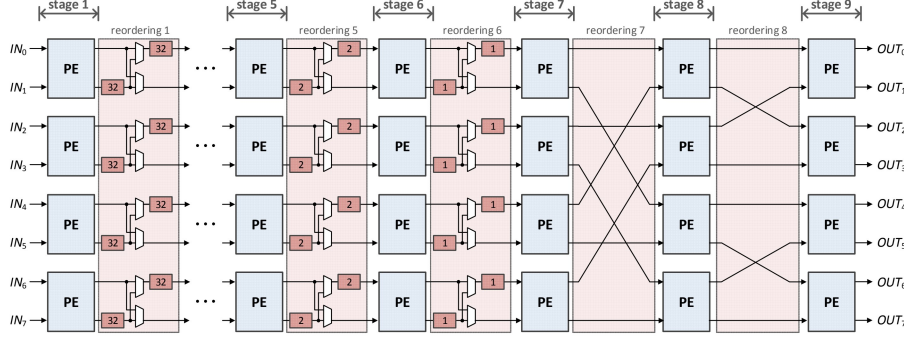 stage 1 stage 5 stage 6 stage 7 stage 8 stage 9
reordering 1 reordering 5 reordering 6 reordering 7 reordering 8
IN0 32 2 1 OUT0
PE PE PE PE PE PE
IN1 32 2 1 OUT1
IN2 32 2 1 OUT2
PE PE PE PE PE PE
IN3 32 2 1 OUT3
IN4 32 2 1 OUT4
PE PE PE PE PE PE
IN5 32 2 1 OUT5
IN6 32 2 1 OUT6
PE PE PE PE PE PE
IN7 32 2 1 OUT7